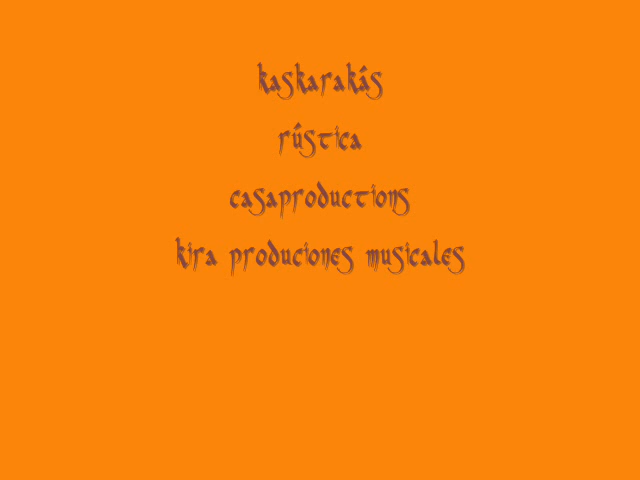 kaskarakás
rústica
casaproductions
kira produciones musicales